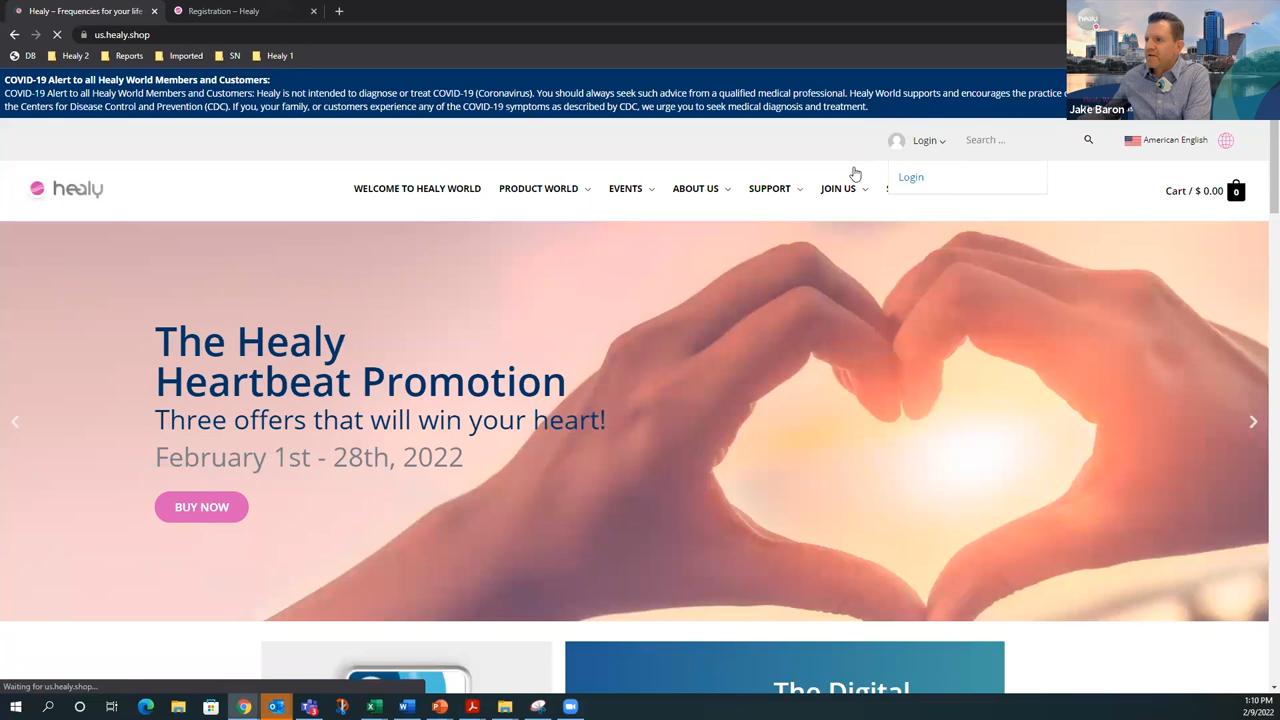 Healy – Frequencies for your life
Registration – Healy
us.healy.shop
DB
Healy 2
Reports
Imported
SN
Healy 1
COVID-19 Alert to all Healy World Members and Customers:
COVID-19 Alert to all Healy World Members and Customers: Healy is not intended to diagnose or treat COVID-19 (Coronavirus). You should always seek such advice from a qualified medical professional. Healy World supports and encourages the practice
the Centers for Disease Control and Prevention (CDC). If you, your family, or customers experience any of the COVID-19 symptoms as described by CDC, we urge you to seek medical diagnosis and treatment.
healy
Jake Baron
Login
Search ...
American English
Login
healy
WELCOME TO HEALY WORLD
PRODUCT WORLD
EVENTS
ABOUT US
SUPPORT
JOIN US
Cart / $ 0.00
0
The Healy
Heartbeat Promotion
Three offers that will win your heart!
February 1st - 28th, 2022
BUY NOW
The Digital
Waiting for us.healy.shop...
1:10 PM
2/9/2022